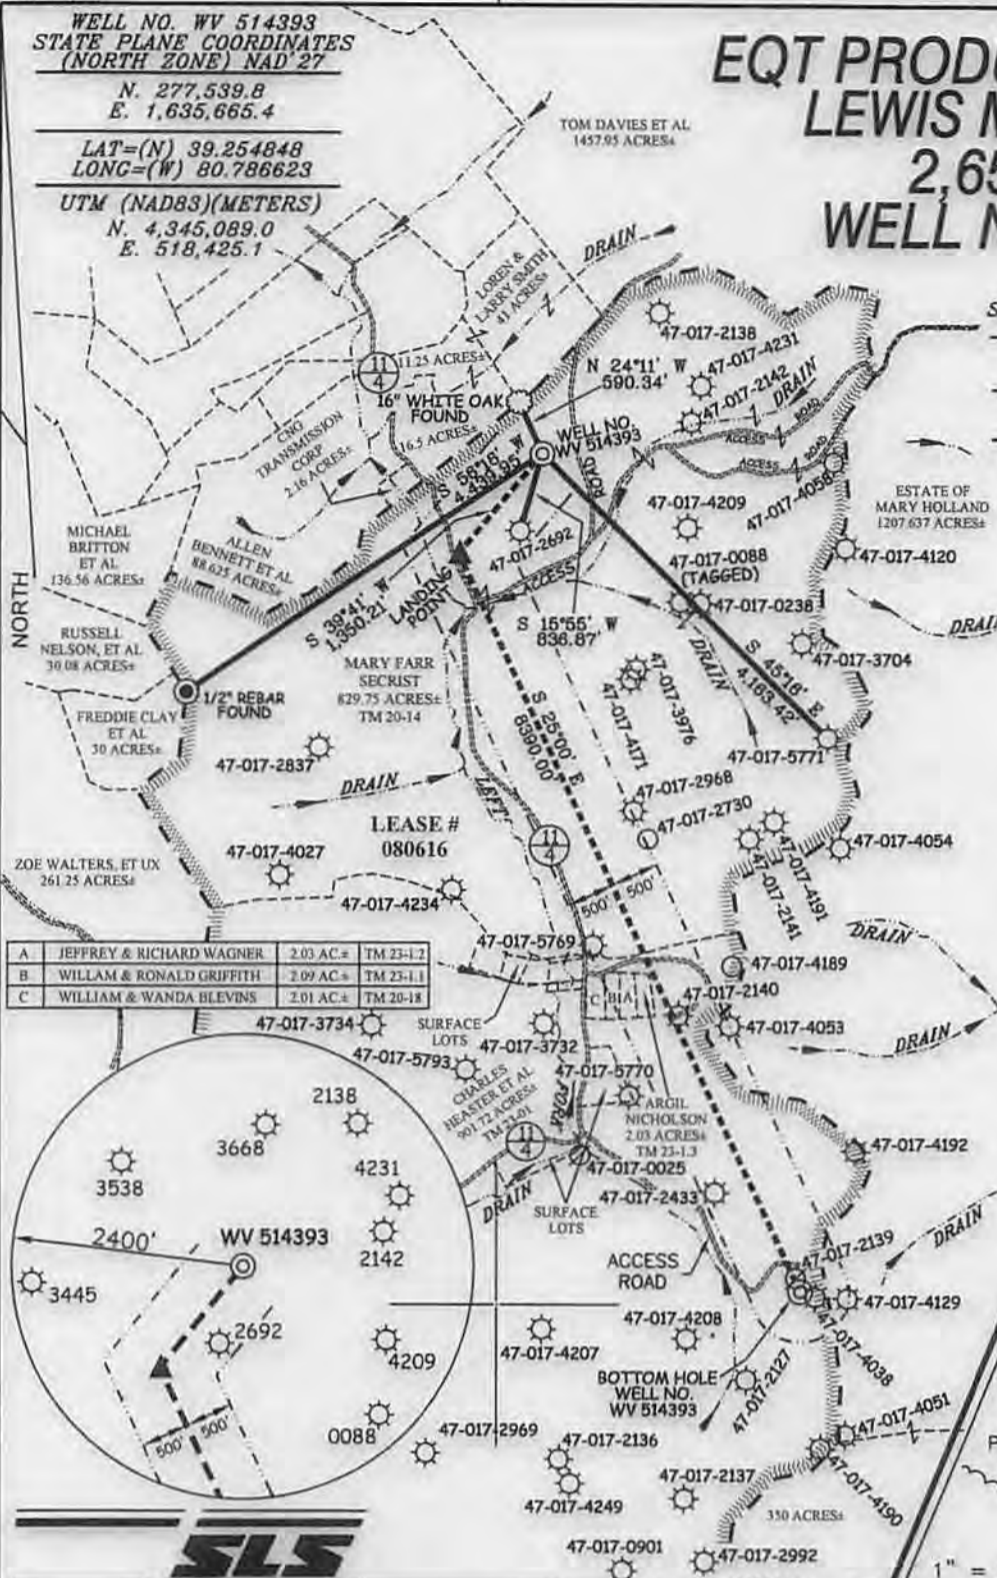 WELL NO. WV 514393
STATE PLANE COORDINATES
(NORTH ZONE) NAD 27
N. 277,539.8
E. 1,635,665.4
LAT=(N) 39.254848
LONG=(W) 80.786623
UTM (NAD83)(METERS)
N. 4,345,089.0
E. 518,425.1
EQT PRODU
LEWIS M
2,65
WELL N
TOM DAVIES ET AL
1457.95 ACRES±
DRAIN
LOREN &
LARRY SMITH
41 ACRES±
47-017-2138
47-017-4231
N 24°11' W
590.34'
47-017-2142
DRAIN
11
4
11.25 ACRES±
16" WHITE OAK
FOUND
16.5 ACRES±
WELL NO.
WV 514393
ROAD
ACCESS
ROAD
ACCESS
ROAD
CNG
TRANSMISSION
CORP
2.16 ACRES±
S 58°18' W
4,439.95'
47-017-4058
47-017-4209
ESTATE OF
MARY HOLLAND
1207.637 ACRES±
MICHAEL
BRITTON
ET AL
136.56 ACRES±
ALLEN
BENNETT ET AL
88.625 ACRES±
47-017-2692
47-017-0088
(TAGGED)
47-017-4120
NORTH
S 39°41' W
1,350.21'
LANDING
POINT
ACCESS
47-017-0238
RUSSELL
NELSON, ET AL
30.08 ACRES±
S 15°55' W
836.87'
DRAIN
DRAIN
47-017-3704
MARY FARR
SECRIST
829.75 ACRES±
TM 20-14
S 45°16' E
4,163.42'
1/2" REBAR
FOUND
FREDDIE CLAY
ET AL
30 ACRES±
S 25°00' E
8390.00'
47-017-3976
47-017-4171
47-017-2837
47-017-5771
DRAIN
LEFT
47-017-2968
47-017-2730
LEASE #
080616
11
4
47-017-4054
ZOE WALTERS, ET UX
261.25 ACRES±
47-017-4027
47-017-4191
47-017-2141
47-017-4234
500'
500'
DRAIN
A JEFFREY & RICHARD WAGNER 2.03 AC.± TM 23-1.2
B WILLAM & RONALD GRIFFITH 2.09 AC.± TM 23-1.1
C WILLIAM & WANDA BLEVINS 2.01 AC.± TM 20-18
47-017-5769
47-017-4189
C B A
47-017-2140
47-017-3734
SURFACE
LOTS
47-017-4053
DRAIN
47-017-5793
47-017-3732
CHARLES
HEASTER ET AL
901.72 ACRES±
TM 21-01
47-017-5770
FORK
ARGIL
NICHOLSON
2.03 ACRES±
TM 23-1.3
11
4
47-017-4192
47-017-0025
DRAIN
47-017-2433
SURFACE
LOTS
2138
3668
4231
3538
2400'
WV 514393
2142
3445
2692
4209
0088
500'
500'
ACCESS
ROAD
47-017-2139
DRAIN
47-017-4129
47-017-4208
47-017-4207
47-017-4038
BOTTOM HOLE
WELL NO.
WV 514393
47-017-2127
47-017-4051
47-017-2969
47-017-2136
47-017-2137
47-017-4249
47-017-4190
350 ACRES±
SLS
47-017-0901
47-017-2992
1" =